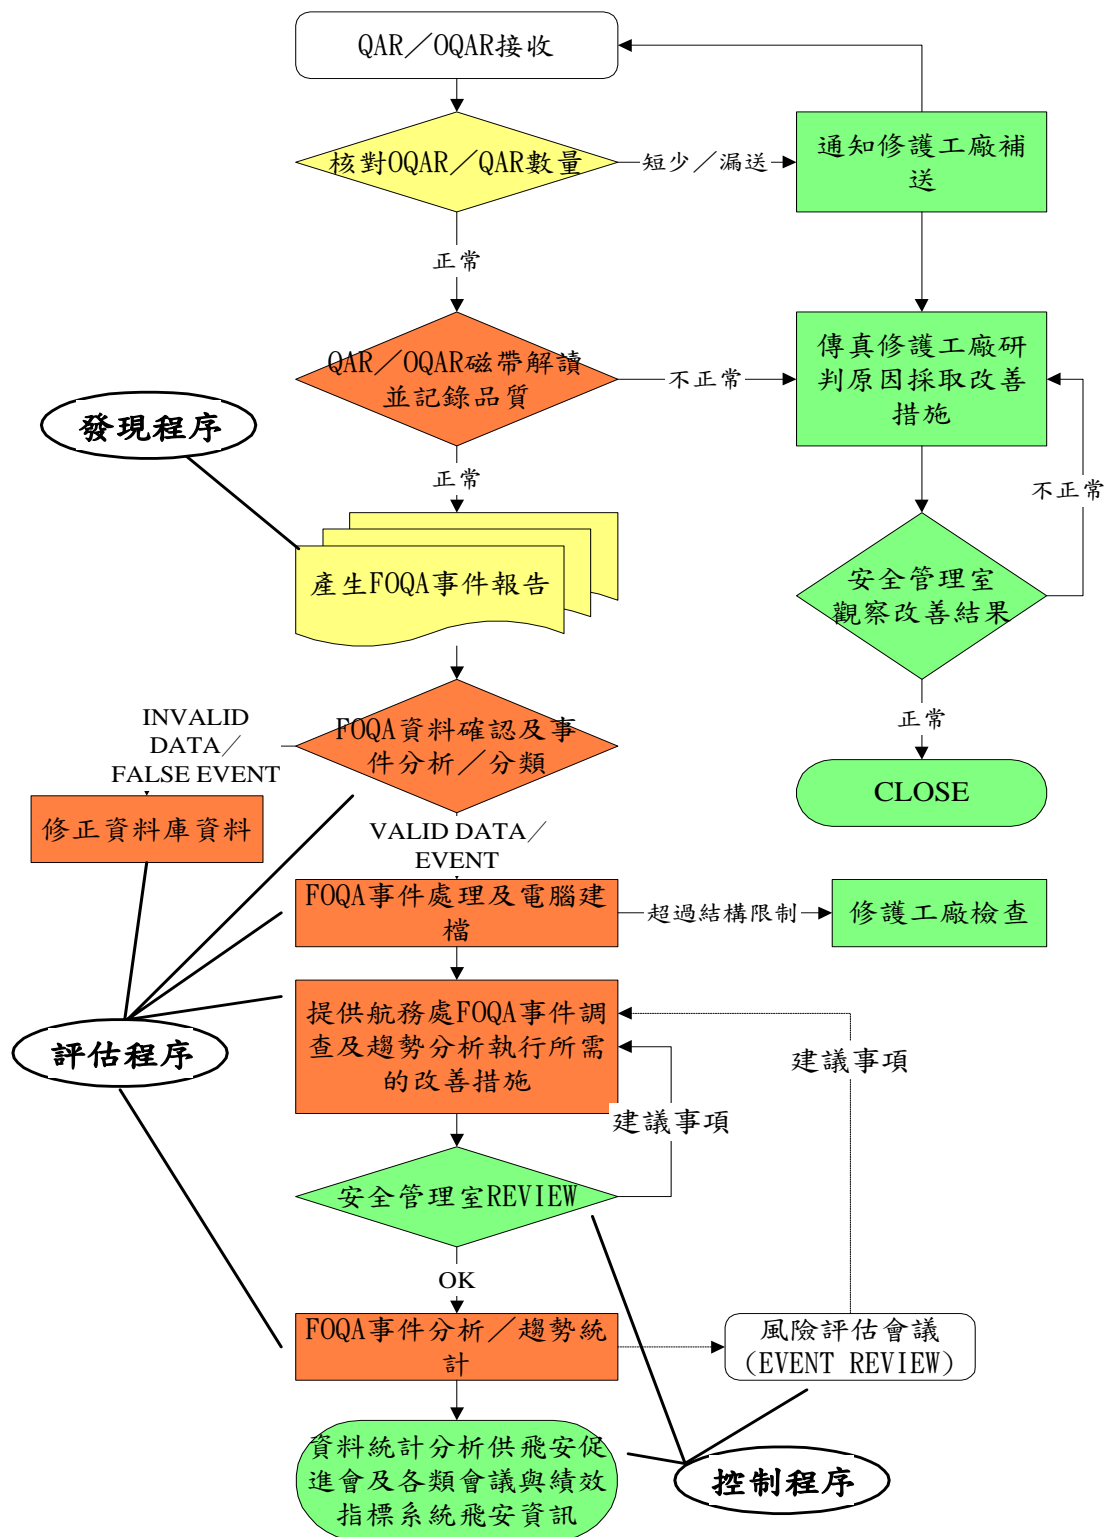 QAR／OQAR接收
核對OQAR／QAR數量
短少／漏送
通知修護工廠補
送
正常
QAR／OQAR磁帶解讀
並記錄品質
不正常
傳真修護工廠研
判原因採取改善
措施
發現程序
正常
不正常
產生FOQA事件報告
安全管理室
觀察改善結果
正常
INVALID
DATA／
FALSE EVENT
FOQA資料確認及事
件分析／分類
CLOSE
修正資料庫資料
VALID DATA／
EVENT
FOQA事件處理及電腦建
檔
超過結構限制
修護工廠檢查
提供航務處FOQA事件調
查及趨勢分析執行所需
的改善措施
評估程序
建議事項
建議事項
安全管理室REVIEW
OK
FOQA事件分析／趨勢統
計
風險評估會議
(EVENT REVIEW)
資料統計分析供飛安促
進會及各類會議與績效
指標系統飛安資訊
控制程序